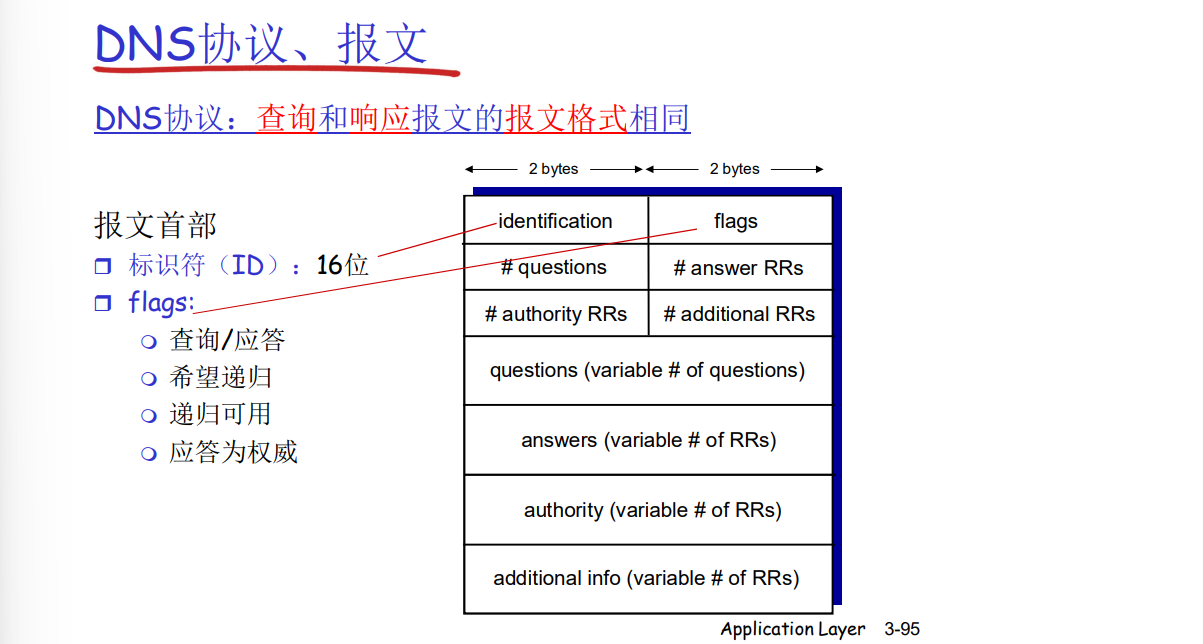 DNS协议、报文
DNS协议：查询和响应报文的报文格式相同
2 bytes 2 bytes
报文首部
标识符（ID）：16位
flags:
查询/应答
希望递归
递归可用
应答为权威
identification flags
# questions # answer RRs
# authority RRs # additional RRs
questions (variable # of questions)
answers (variable # of RRs)
authority (variable # of RRs)
additional info (variable # of RRs)
Application Layer 3-95